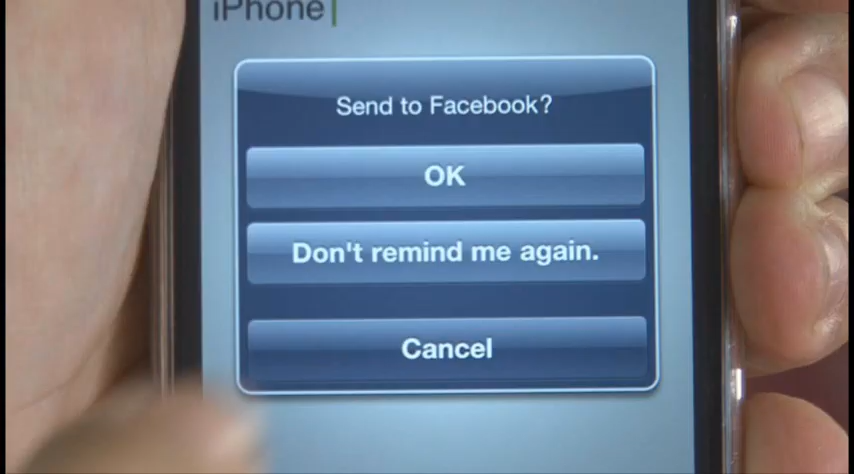 iPhone
Send to Facebook?
OK
Don't remind me again.
Cancel